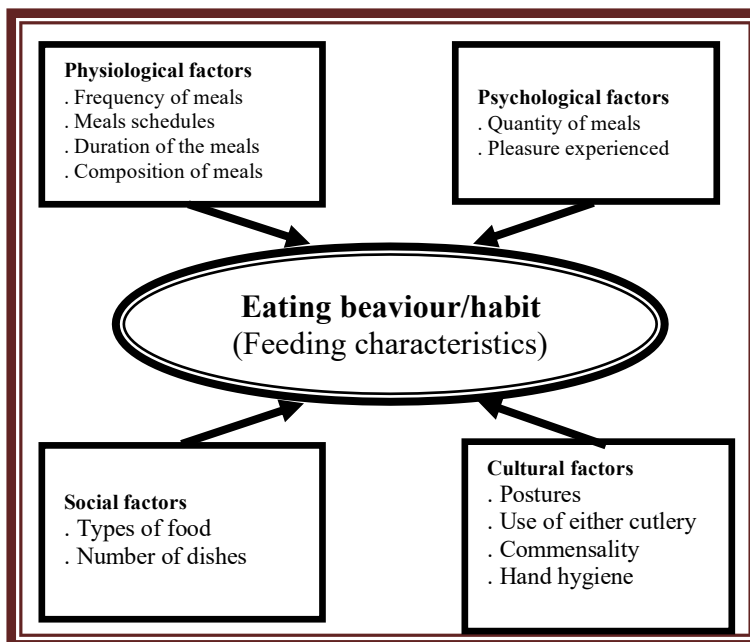 Physiological factors
. Frequency of meals
. Meals schedules
. Duration of the meals
. Composition of meals
Psychological factors
. Quantity of meals
. Pleasure experienced
Eating beaviour/habit
(Feeding characteristics)
Social factors
. Types of food
. Number of dishes
Cultural factors
. Postures
. Use of either cutlery
. Commensality
. Hand hygiene